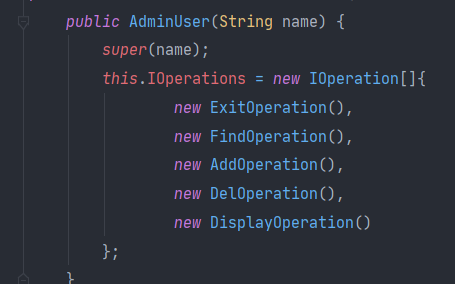 public AdminUser(String name) {
super(name);
this.IOperations = new IOperation[]{
new ExitOperation(),
new FindOperation(),
new AddOperation(),
new DelOperation(),
new DisplayOperation()
};
}